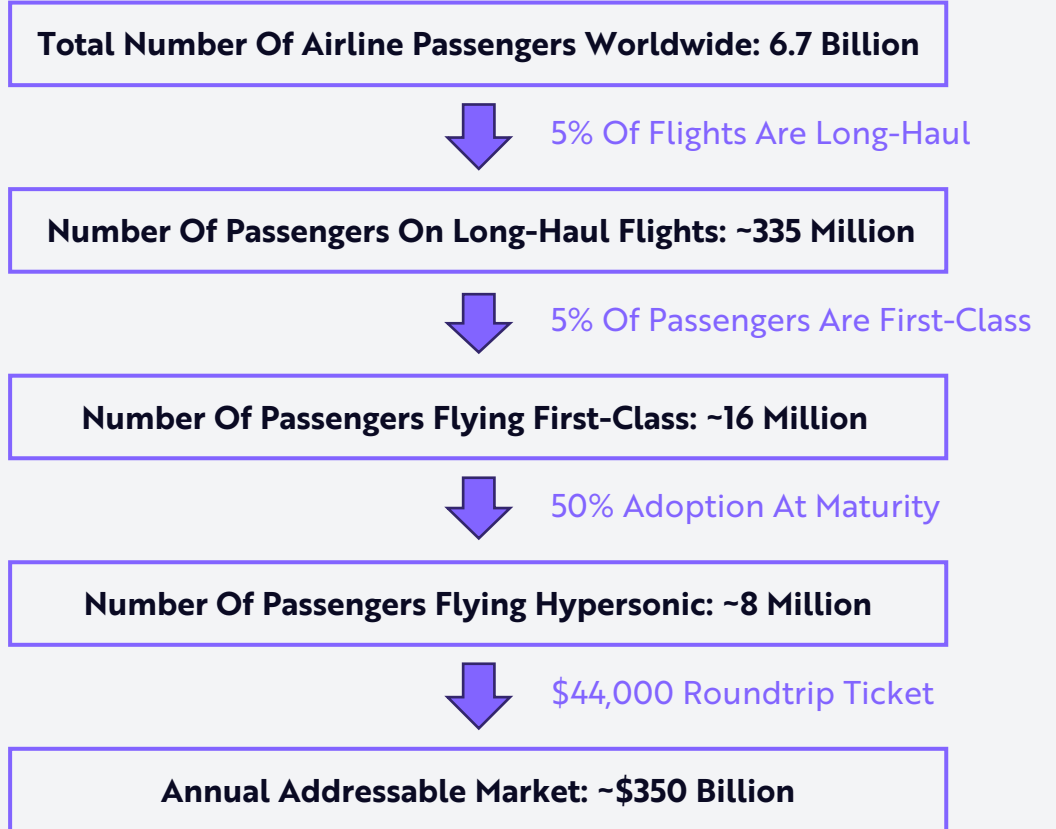 Total Number Of Airline Passengers Worldwide: 6.7 Billion
5% Of Flights Are Long-Haul
Number Of Passengers On Long-Haul Flights: ~335 Million
5% Of Passengers Are First-Class
Number Of Passengers Flying First-Class: ~16 Million
50% Adoption At Maturity
Number Of Passengers Flying Hypersonic: ~8 Million
$44,000 Roundtrip Ticket
Annual Addressable Market: ~$350 Billion